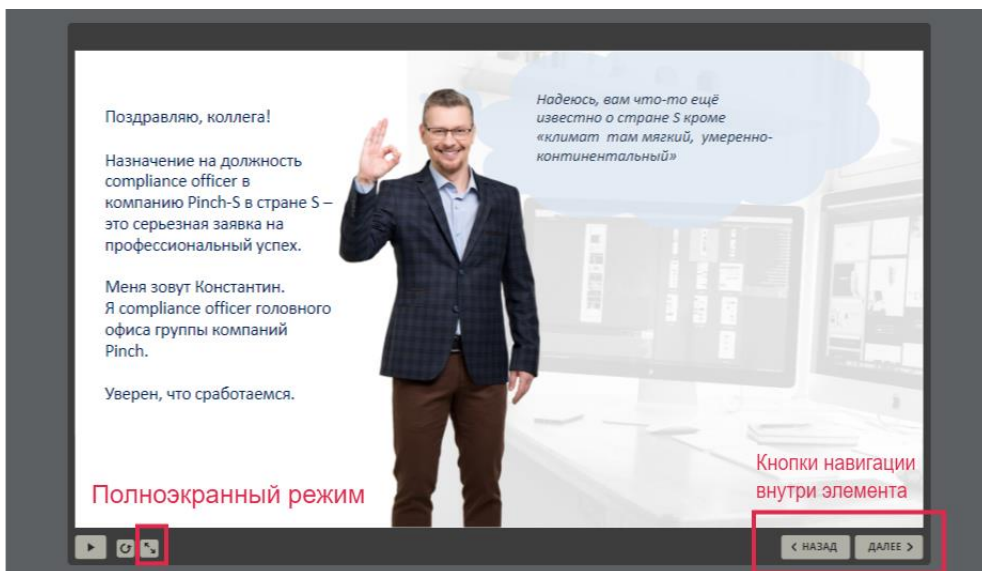 Поздравляю, коллега!
Назначение на должность
compliance officer в
компанию Pinch-S в стране S –
это серьезная заявка на
профессиональный успех.
Меня зовут Константин.
Я compliance officer головного
офиса группы компаний
Pinch.
Уверен, что сработаемся.
Надеюсь, вам что-то ещё
известно о стране S кроме
«климат там мягкий, умеренно-
континентальный»
Полноэкранный режим
Кнопки навигации
внутри элемента
НАЗАД
ДАЛЕЕ